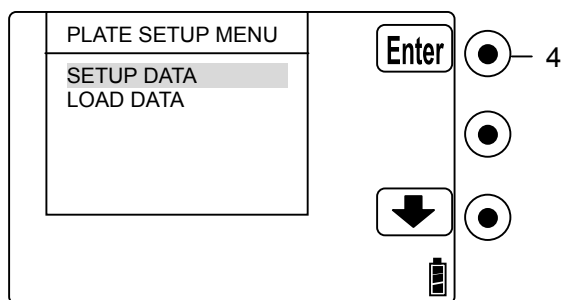 PLATE SETUP MENU
Enter
4
SETUP DATA
LOAD DATA